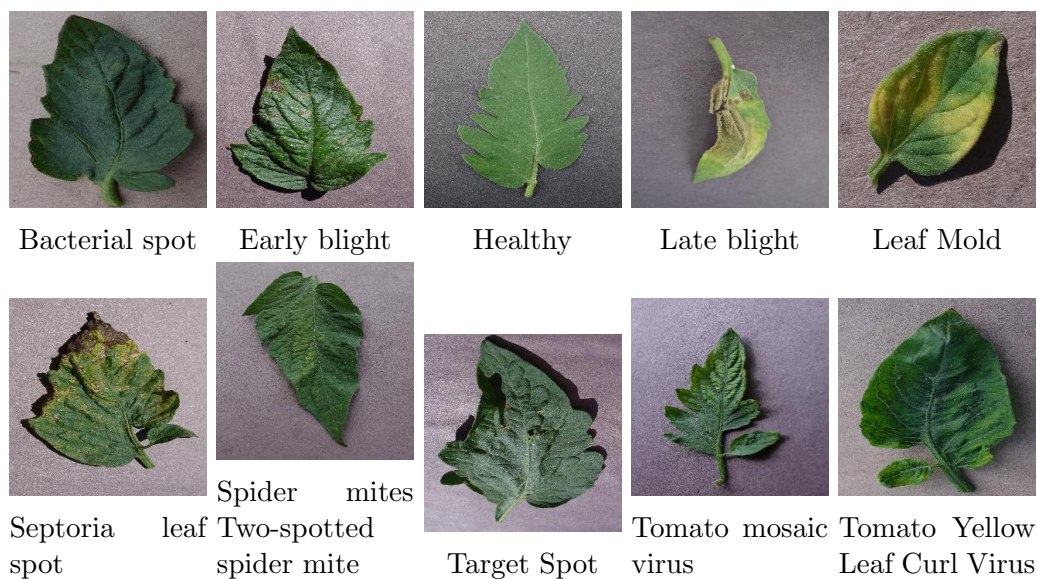 Bacterial spot
Early blight
Healthy
Late blight
Leaf Mold
Septoria leaf
spot
Spider mites
Two-spotted
spider mite
Target Spot
Tomato mosaic
virus
Tomato Yellow
Leaf Curl Virus